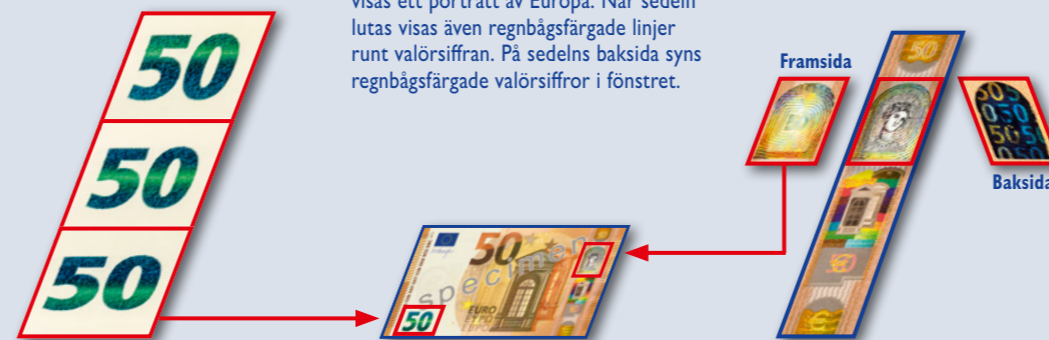 visas ett porträtt av Europa. När sedeln
lutas visas även regnbågsfärgade linjer
runt valörsiffran. På sedelns baksida syns
regnbågsfärgade valörsiffror i fönstret.
Framsida
Baksida
50
50
50
50
specimen
EURO
ΕΥΡΩ
50